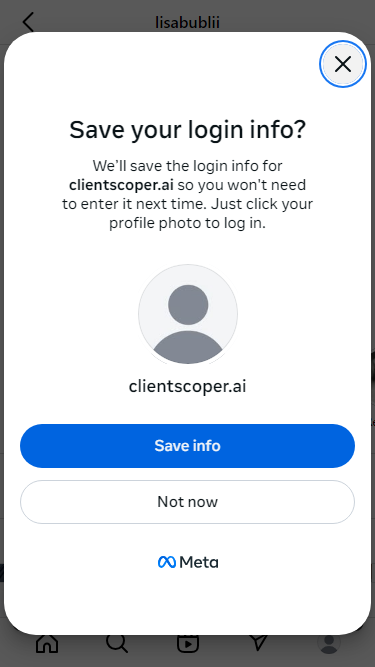 lisabublii
Save your login info?
We'll save the login info for
clientscoper.ai so you won't need
to enter it next time. Just click your
profile photo to log in.
clientscoper.ai
Save info
Not now
Meta